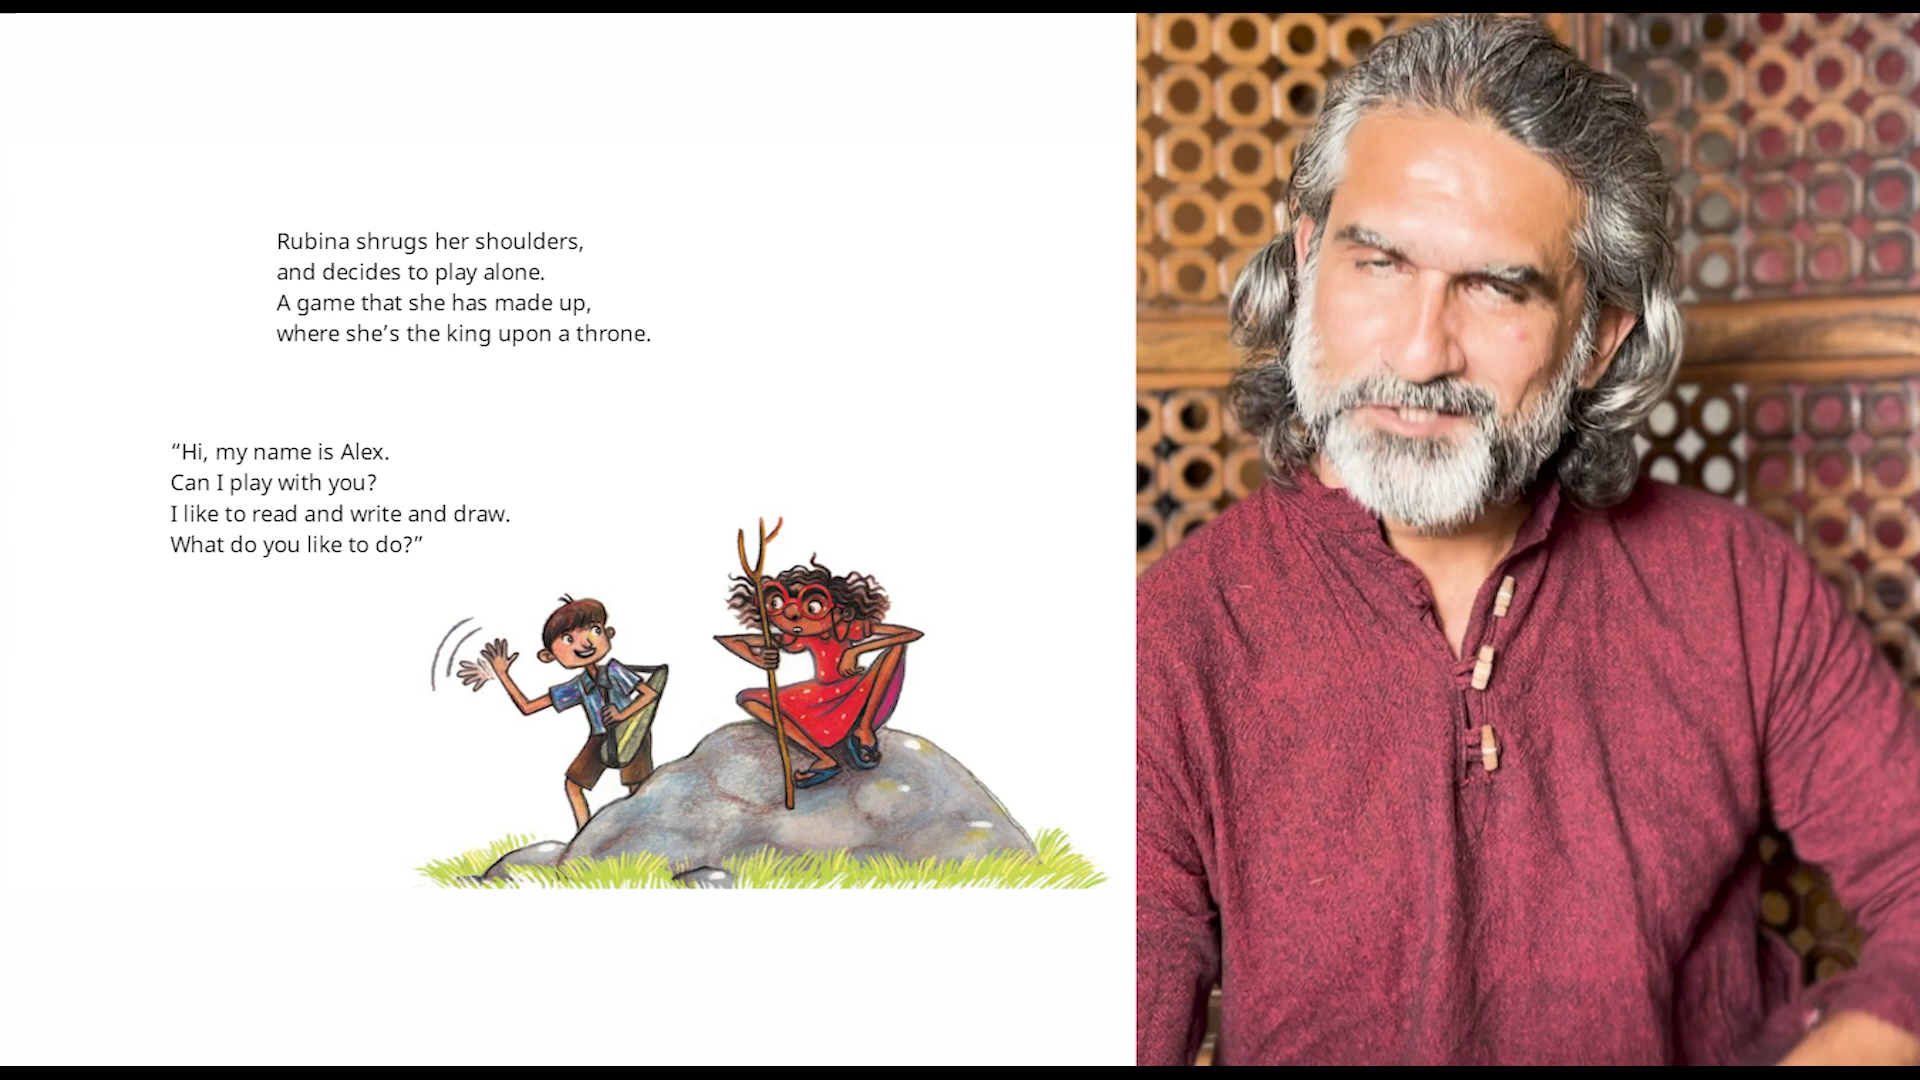 Rubina shrugs her shoulders,
and decides to play alone.
A game that she has made up,
where she’s the king upon a throne.
“Hi, my name is Alex.
Can I play with you?
I like to read and write and draw.
What do you like to do?”